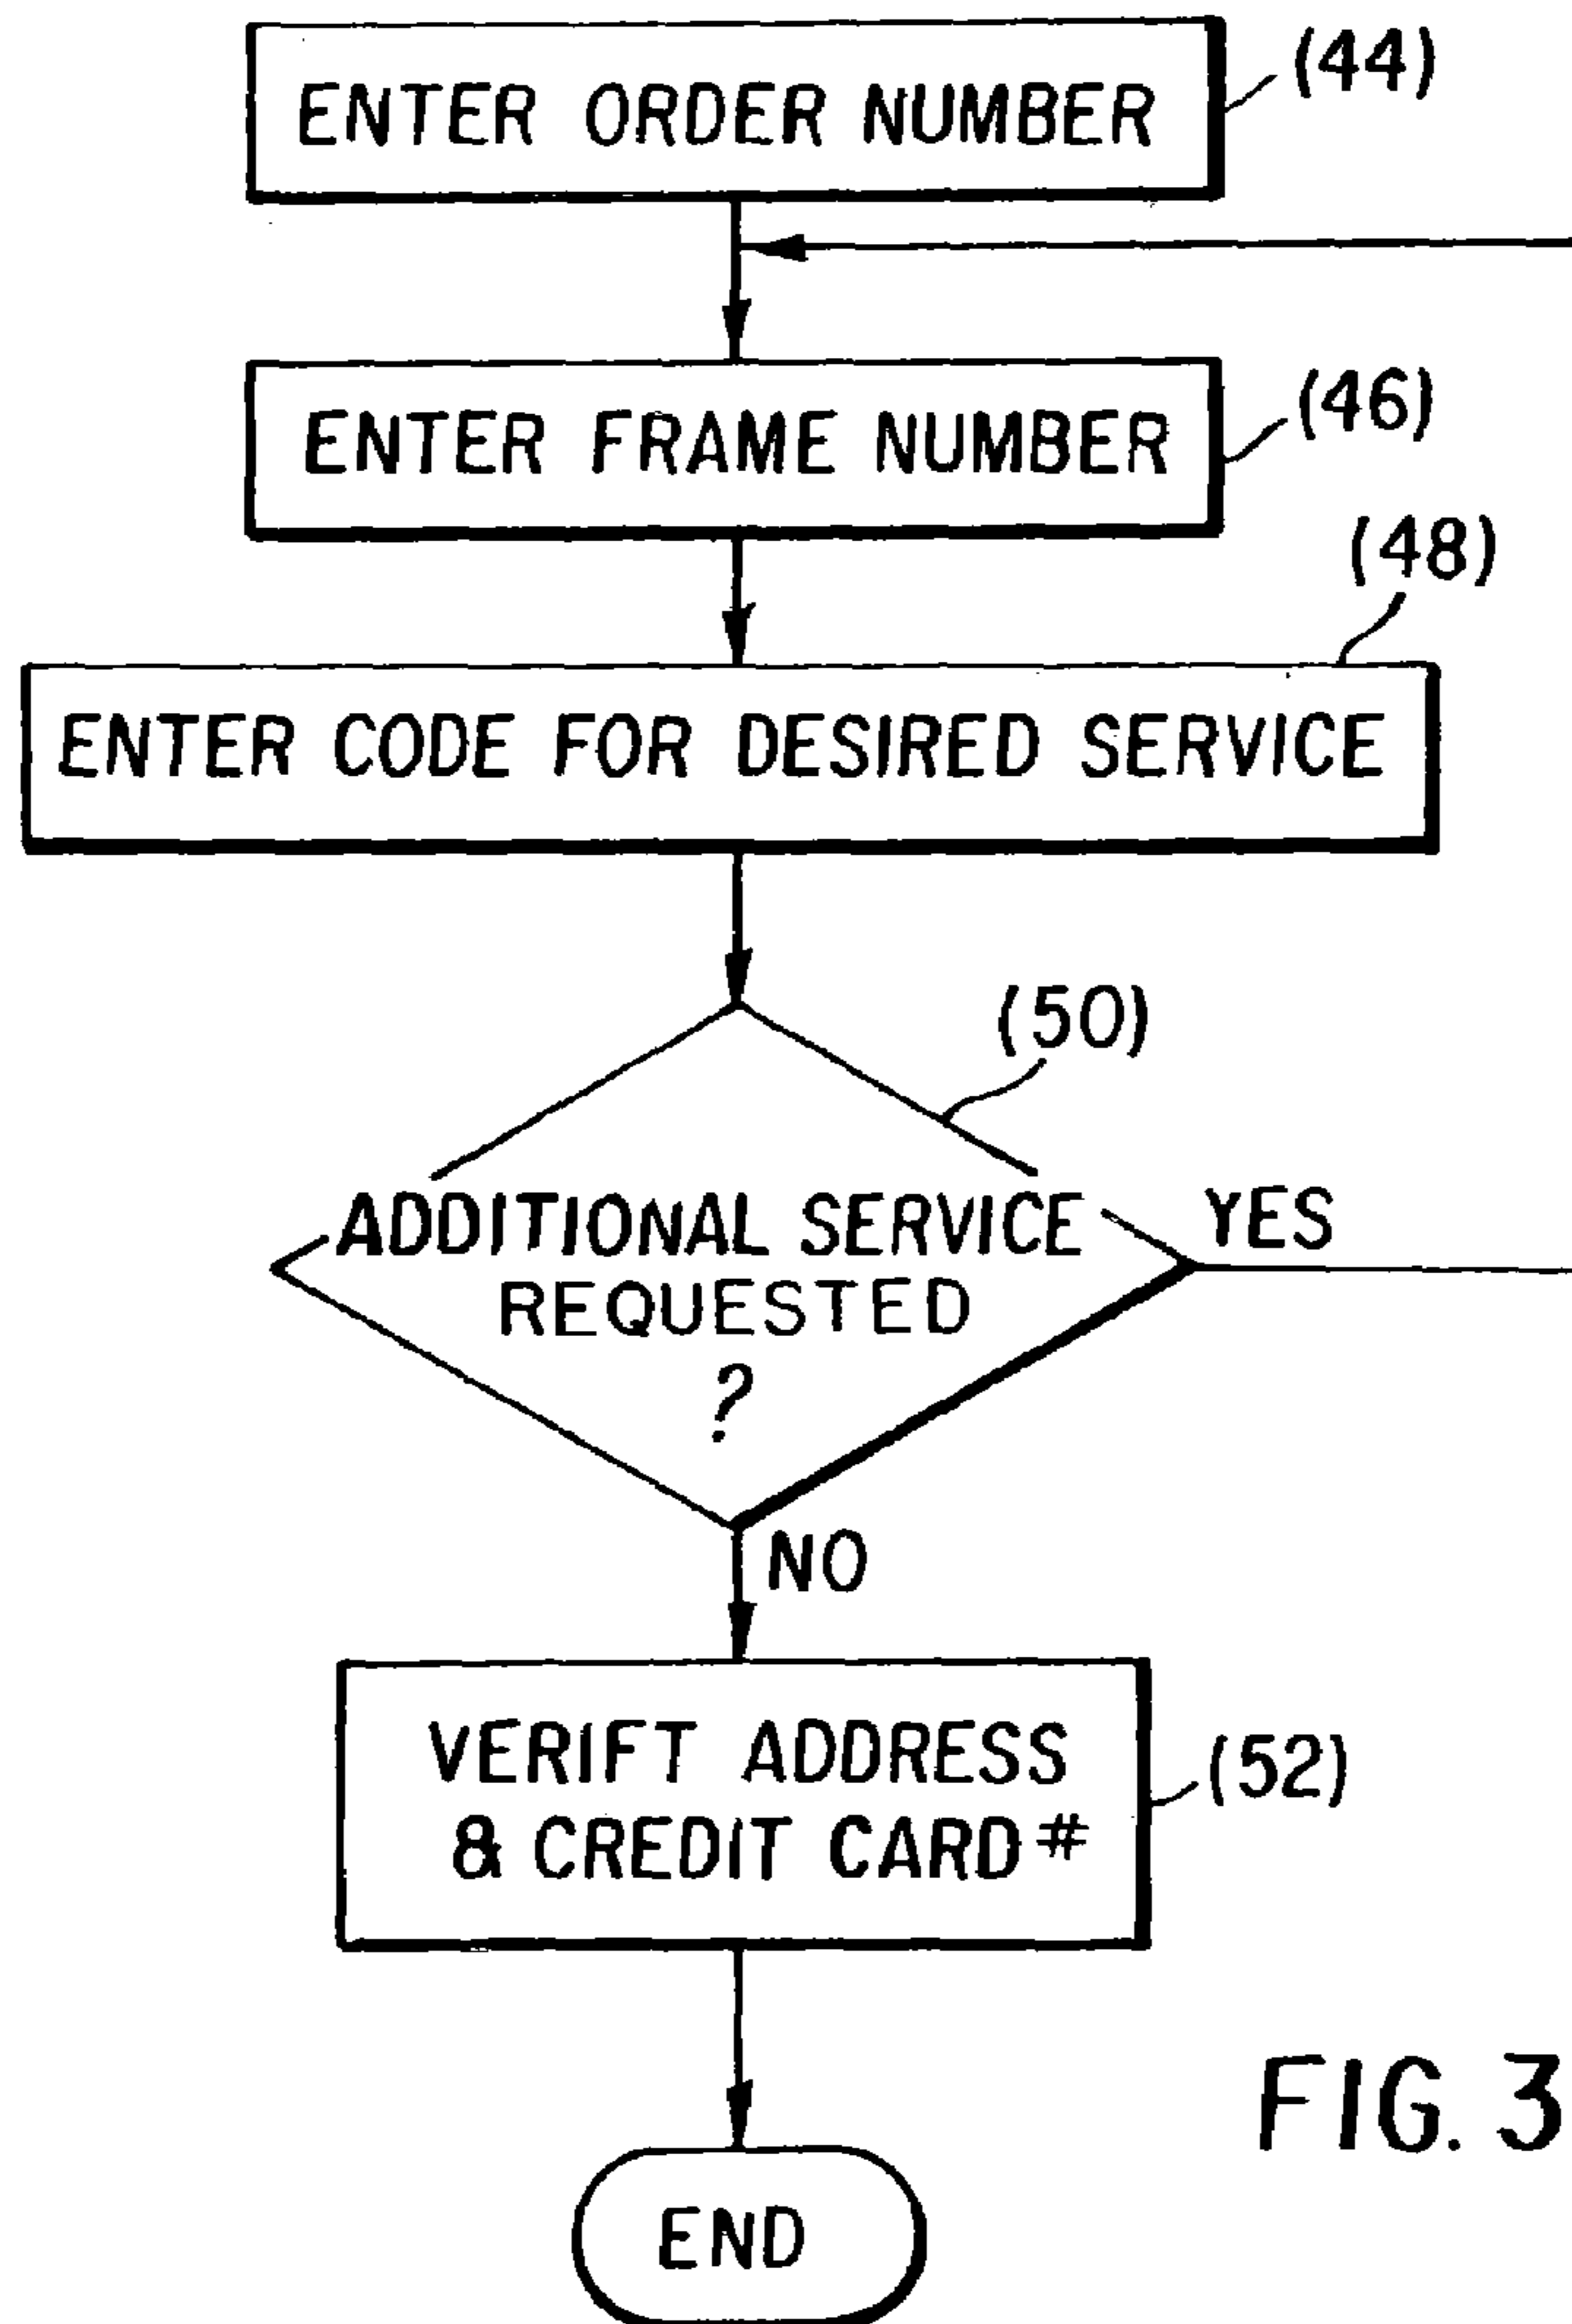 ENTER ORDER NUMBER
(44)
ENTER FRAME NUMBER
(46)
(48)
ENTER CODE FOR DESIRED SERVICE
(50)
ADDITIONAL SERVICE
REQUESTED
?
YES
NO
VERIFT ADDRESS
& CREDIT CARD #
(52)
FIG. 3
END